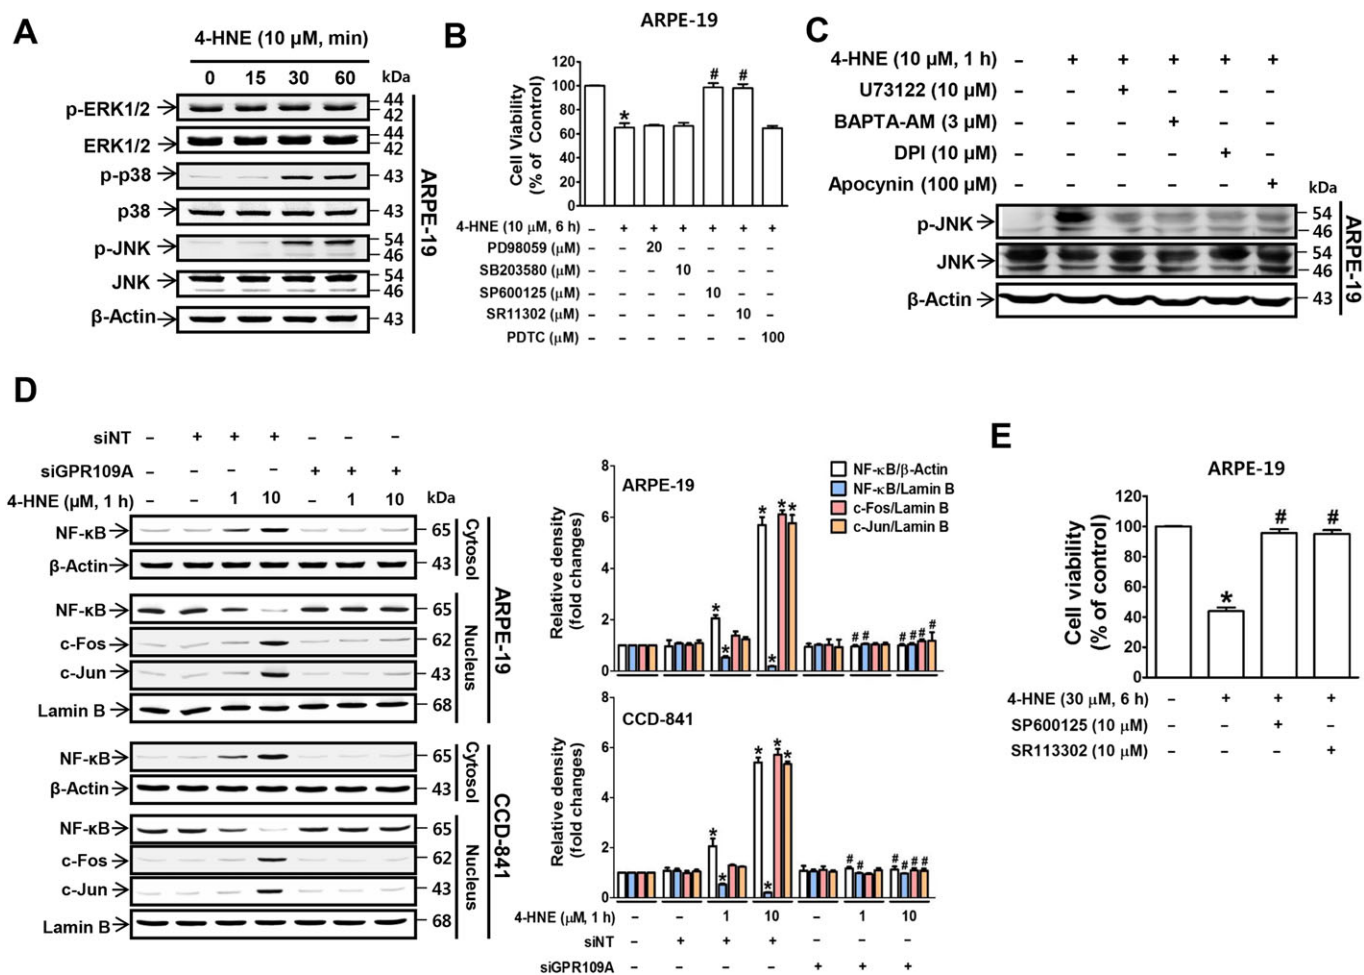 A
4-HNE (10 µM, min)
0 15 30 60 kDa
p-ERK1/2 44
42
ERK1/2 44
42
p-p38 43
p38 43
p-JNK 54
46
JNK 54
46
β-Actin 43
ARPE-19
B
ARPE-19
Cell Viability
(% of Control)
120
100
80
60
40
20
0
* # #
4-HNE (10 µM, 6 h) – + + + + + +
PD98059 (µM) – – 20 – – – –
SB203580 (µM) – – – 10 – – –
SP600125 (µM) – – – – 10 – –
SR11302 (µM) – – – – – 10 –
PDTC (µM) – – – – – – 100
C
4-HNE (10 µM, 1 h) – + + + + +
U73122 (10 µM) – – + – – –
BAPTA-AM (3 µM) – – – + – –
DPI (10 µM) – – – – + –
Apocynin (100 µM) – – – – – +
kDa
p-JNK 54
46
JNK 54
46
β-Actin 43
ARPE-19
D
siNT – + + + – – –
siGPR109A – – – – + + +
4-HNE (µM, 1 h) – – 1 10 – 1 10 kDa
NF-κB 65
β-Actin 43
Cytosol
NF-κB 65
c-Fos 62
c-Jun 43
Lamin B 68
Nucleus
ARPE-19
NF-κB 65
β-Actin 43
Cytosol
NF-κB 65
c-Fos 62
c-Jun 43
Lamin B 68
Nucleus
CCD-841
ARPE-19
Relative density
(fold changes)
8
6
4
2
0
NF-κB/β-Actin
NF-κB/Lamin B
c-Fos/Lamin B
c-Jun/Lamin B
* * * * * * # # # # # #
CCD-841
Relative density
(fold changes)
8
6
4
2
0
* * * * * * # # # # # #
4-HNE (µM, 1 h) – – 1 10 – 1 10
siNT – + + + – – –
siGPR109A – – – – + + +
E
ARPE-19
Cell viability
(% of control)
120
100
80
60
40
20
0
* # #
4-HNE (30 µM, 6 h) – + + +
SP600125 (10 µM) – – + –
SR113302 (10 µM) – – – +